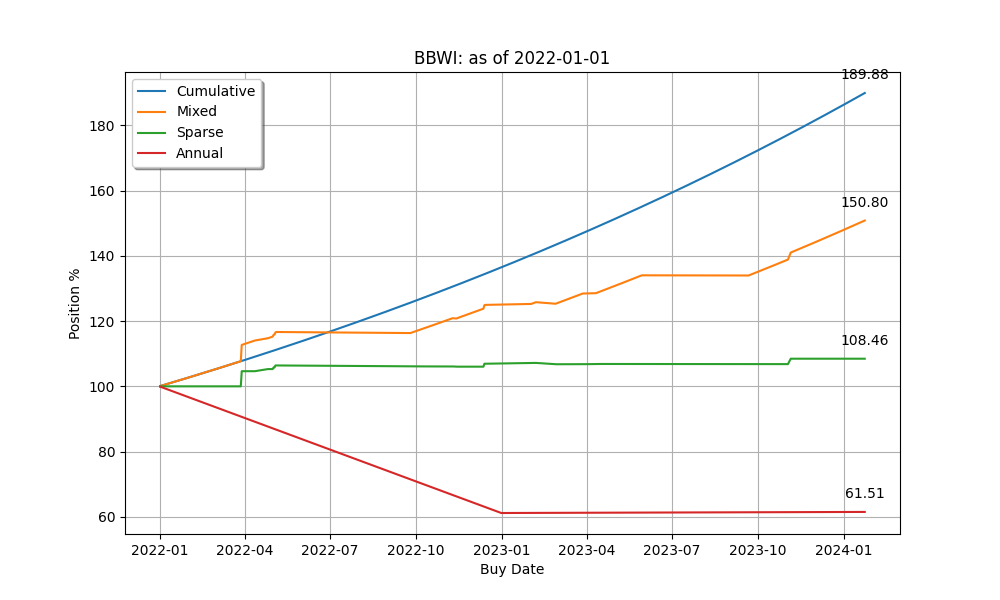 BBWI: as of 2022-01-01
Cumulative
Mixed
Sparse
Annual
189.88
150.80
108.46
61.51
Position %
180
160
140
120
100
80
60
2022-01 2022-04 2022-07 2022-10 2023-01 2023-04 2023-07 2023-10 2024-01
Buy Date